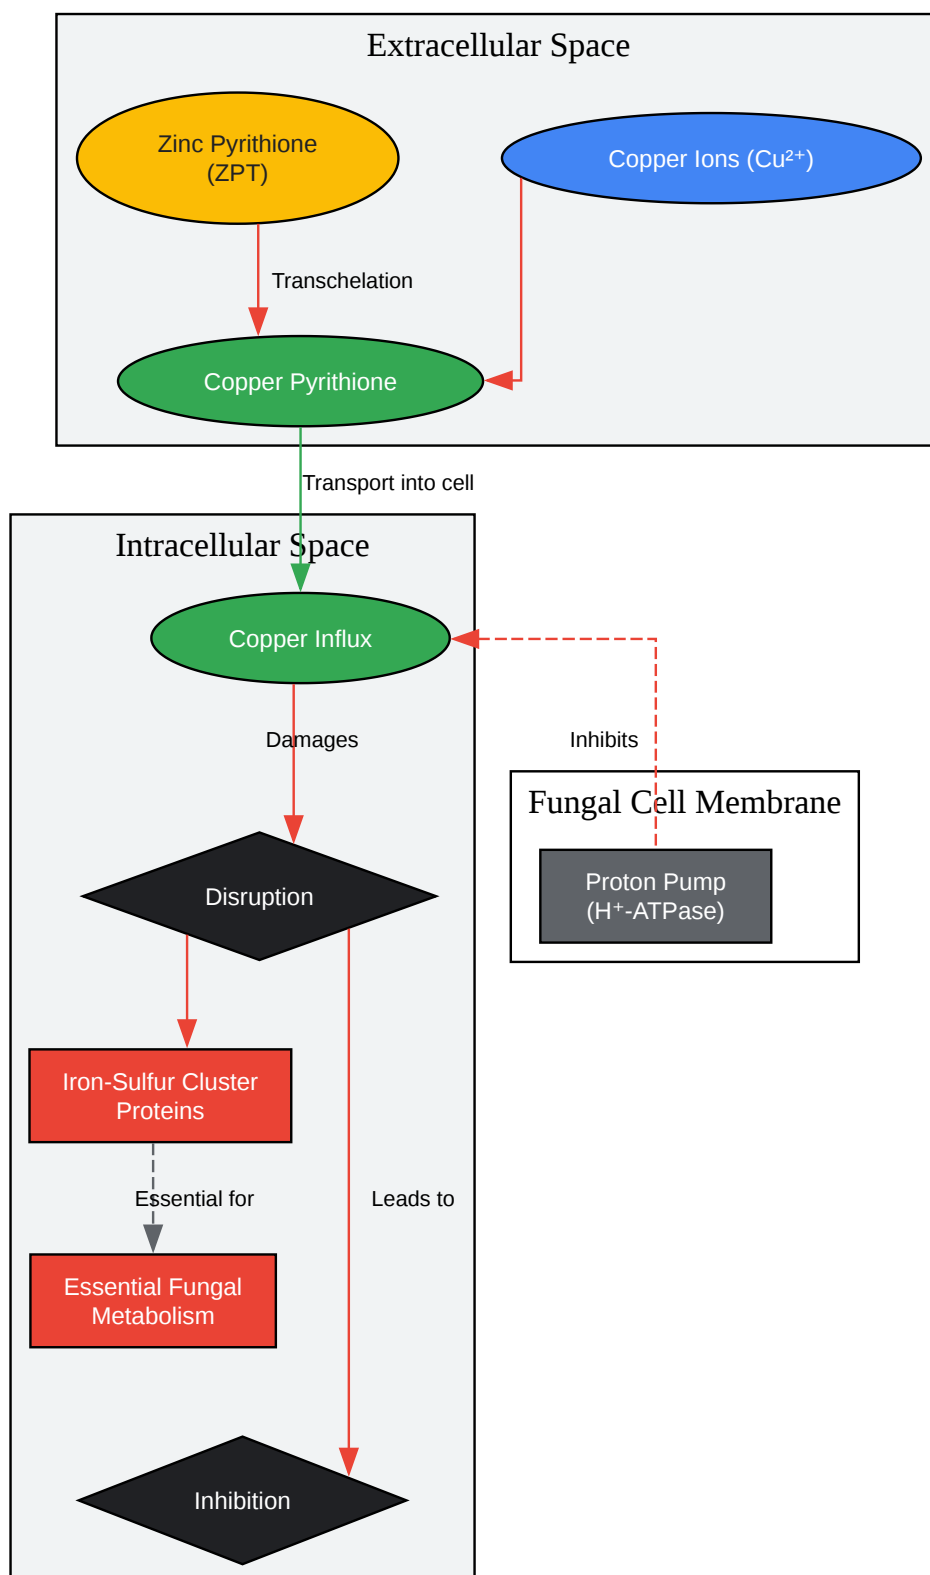 Extracellular Space
Zinc Pyrithione
(ZPT)
Copper Ions (Cu²⁺)
Transchelation
Copper Pyrithione
Transport into cell
Intracellular Space
Copper Influx
Damages
Inhibits
Fungal Cell Membrane
Proton Pump
(H⁺-ATPase)
Disruption
Iron-Sulfur Cluster
Proteins
Essential for
Leads to
Essential Fungal
Metabolism
Inhibition